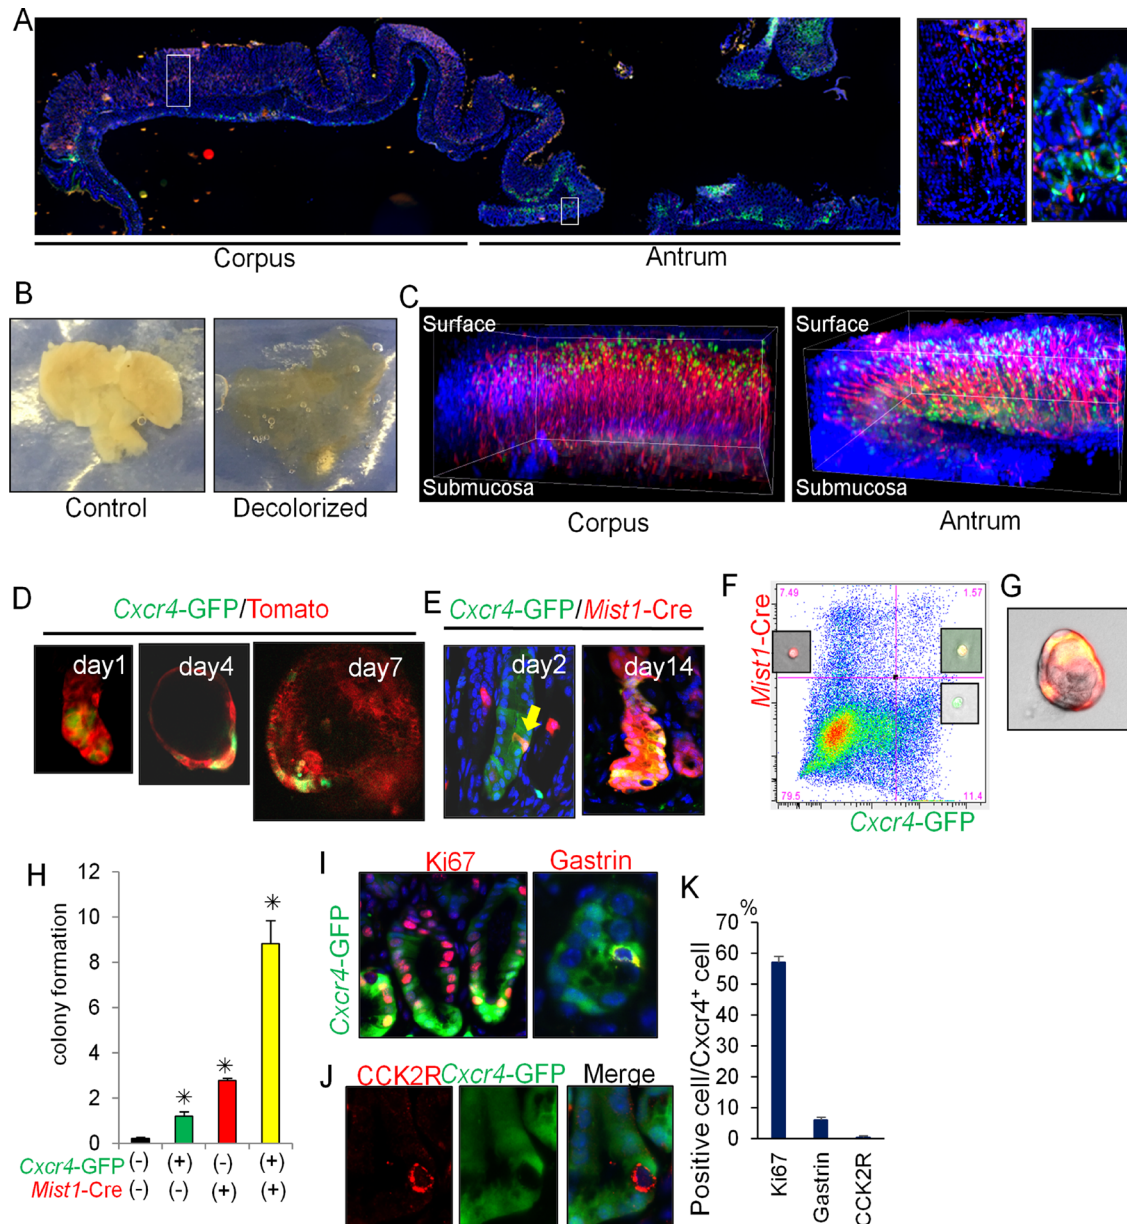 A
Corpus
Antrum
B
Control
Decolorized
C
Surface
Submucosa
Corpus
Surface
Submucosa
Antrum
D
Cxcr4-GFP/Tomato
day1
day4
day7
E
Cxcr4-GFP/Mist1-Cre
day2
day14
F
Mist1-Cre
7.49
1.57
79.5
11.4
Cxcr4-GFP
G
H
colony formation
12
10
8
6
4
2
0
Cxcr4-GFP (-) (+) (-) (+)
Mist1-Cre (-) (-) (+) (+)
I
Ki67
Gastrin
Cxcr4-GFP
J
CCK2R
Cxcr4-GFP
Merge
K
%
Positive cell/Cxcr4+ cell
70
60
50
40
30
20
10
0
Ki67
Gastrin
CCK2R